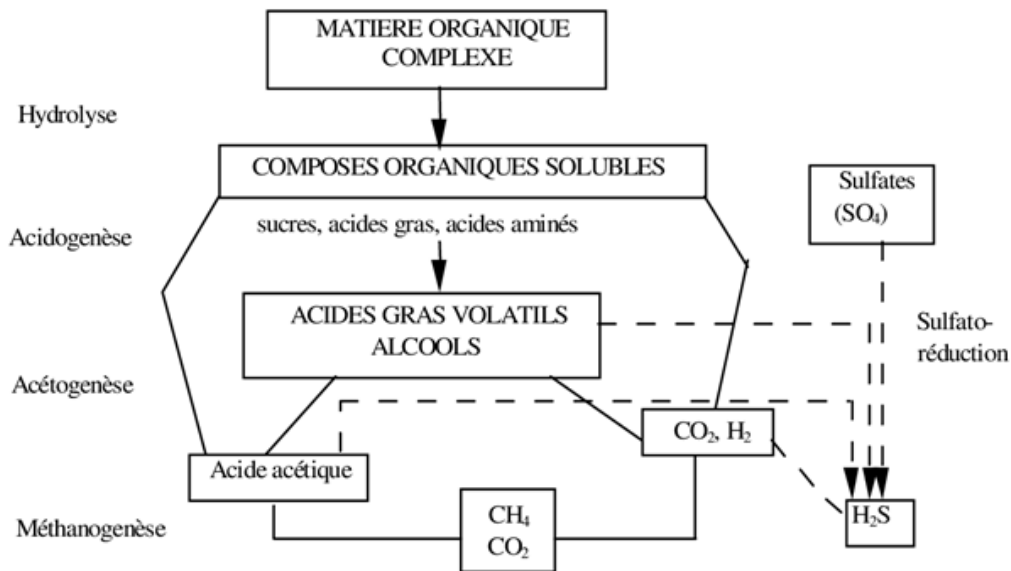 MATIERE ORGANIQUE
COMPLEXE
Hydrolyse
COMPOSES ORGANIQUES SOLUBLES
Sulfates
(SO₄)
Acidogenèse
sucres, acides gras, acides aminés
ACIDES GRAS VOLATILS
ALCOOLS
Sulfato-
réduction
Acétogenèse
CO₂, H₂
Acide acétique
Méthanogenèse
CH₄
CO₂
H₂S